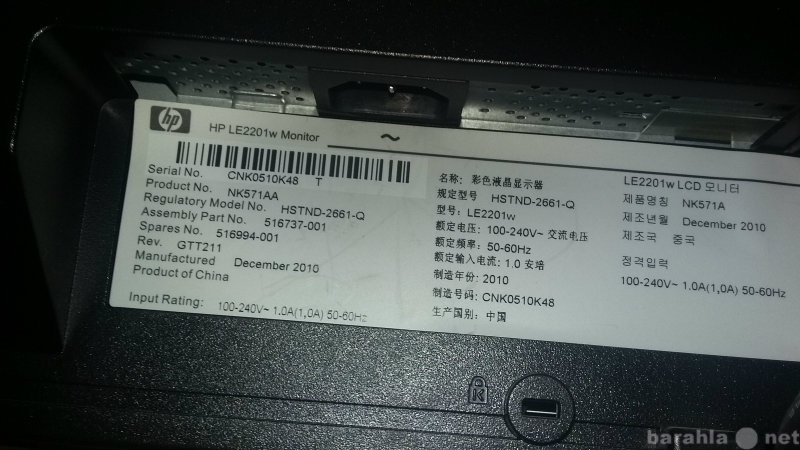 hp
HP LE2201w Monitor
~
Serial No. CNK0510K48 T
Product No. NK571AA
Regulatory Model No. HSTND-2661-Q
Assembly Part No. 516737-001
Spares No. 516994-001
Rev. GTT211
Manufactured December 2010
Product of China
Input Rating: 100-240V~ 1.0A(1,0A) 50-60Hz
名称: 彩色液晶显示器
规定型号 HSTND-2661-Q
型号: LE2201w
额定电压: 100-240V~ 交流电压
额定频率: 50-60Hz
额定输入电流: 1.0 安培
制造年份: 2010
制造号码: CNK0510K48
生产国别: 中国
LE2201w LCD 모니터
제품명칭 NK571A
제조년월 December 2010
제조국 중국
정격입력
100-240V~ 1.0A(1,0A) 50-60Hz
K
barahla.net